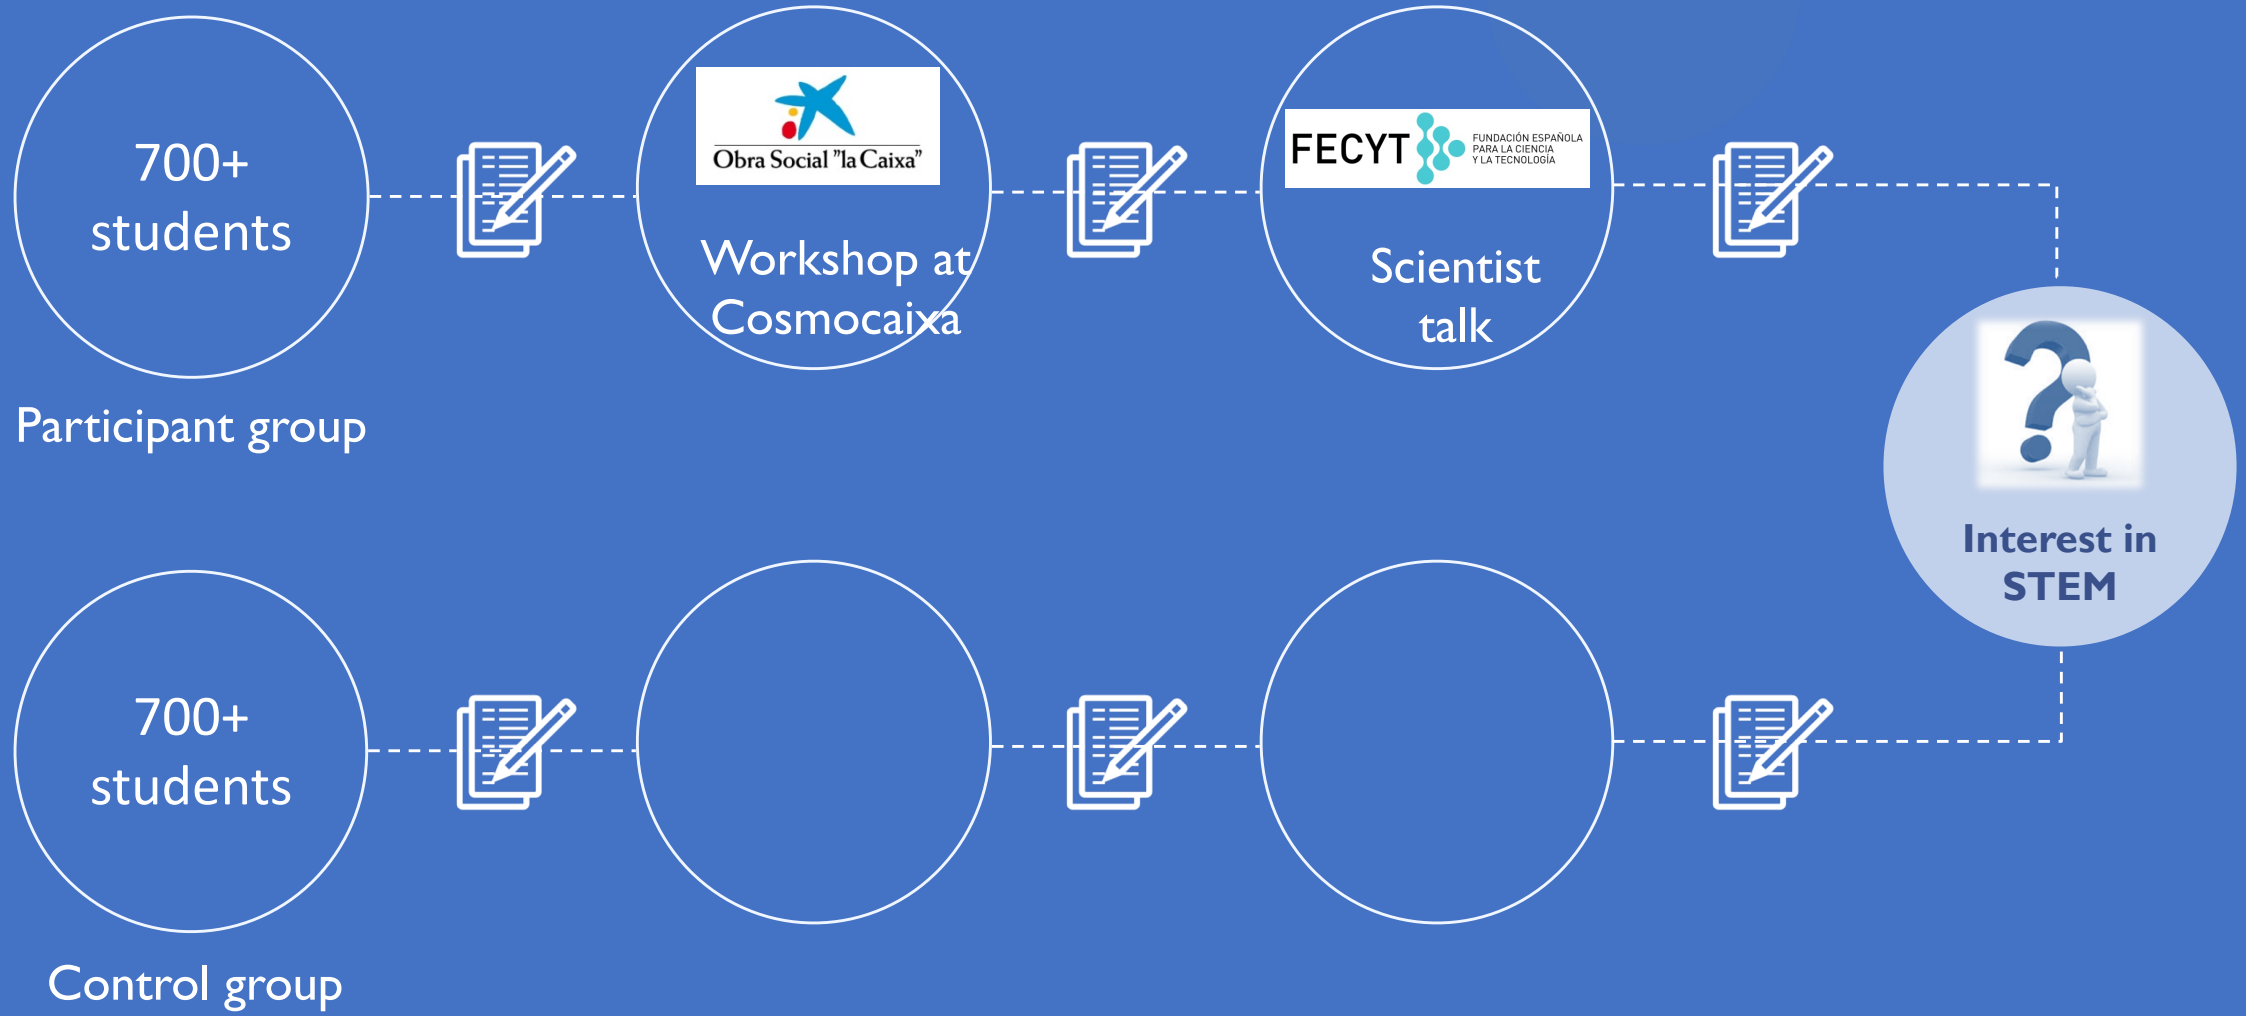 700+
students
Participant group
Obra Social "la Caixa"
Workshop at
Cosmocaixa
FECYT
FUNDACIÓN ESPAÑOLA
PARA LA CIENCIA
Y LA TECNOLOGÍA
Scientist
talk
Interest in
STEM
700+
students
Control group